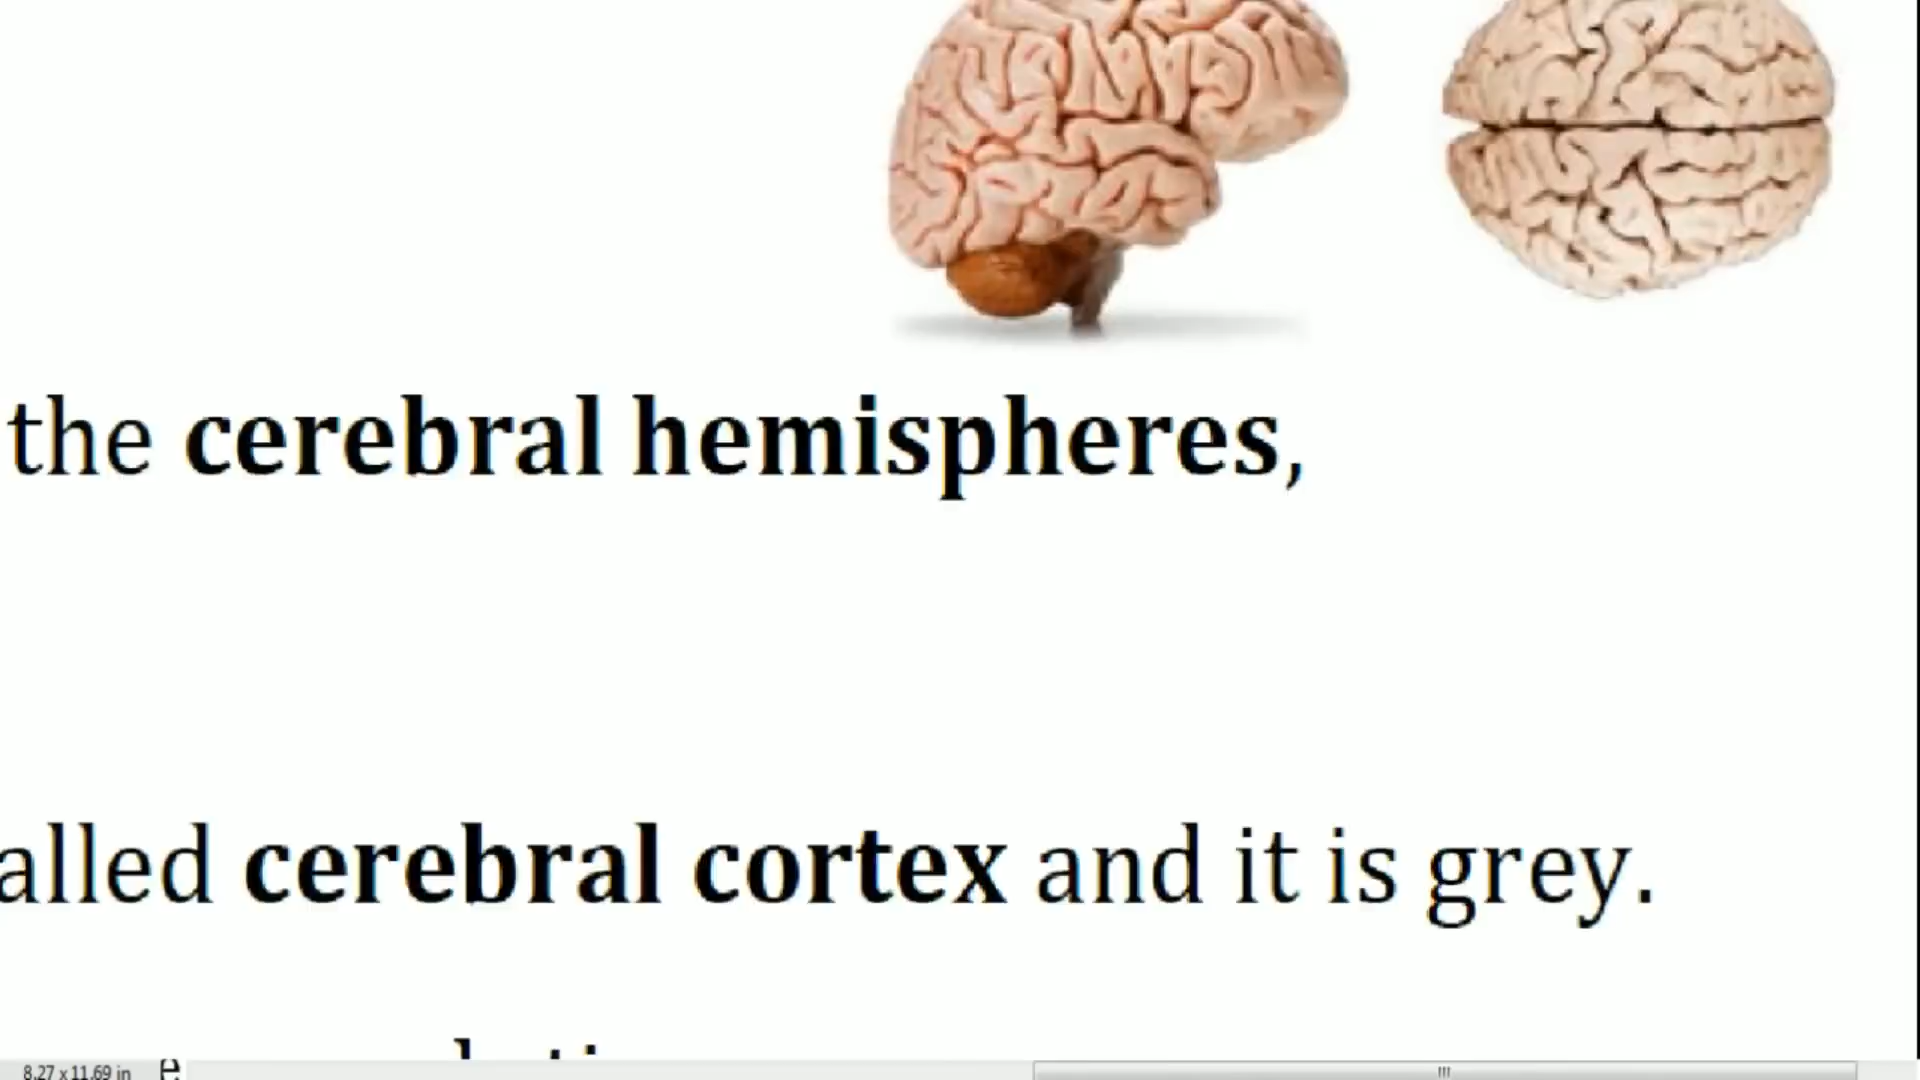 the cerebral hemispheres,
alled cerebral cortex and it is grey.
8.27 x 11.69 in